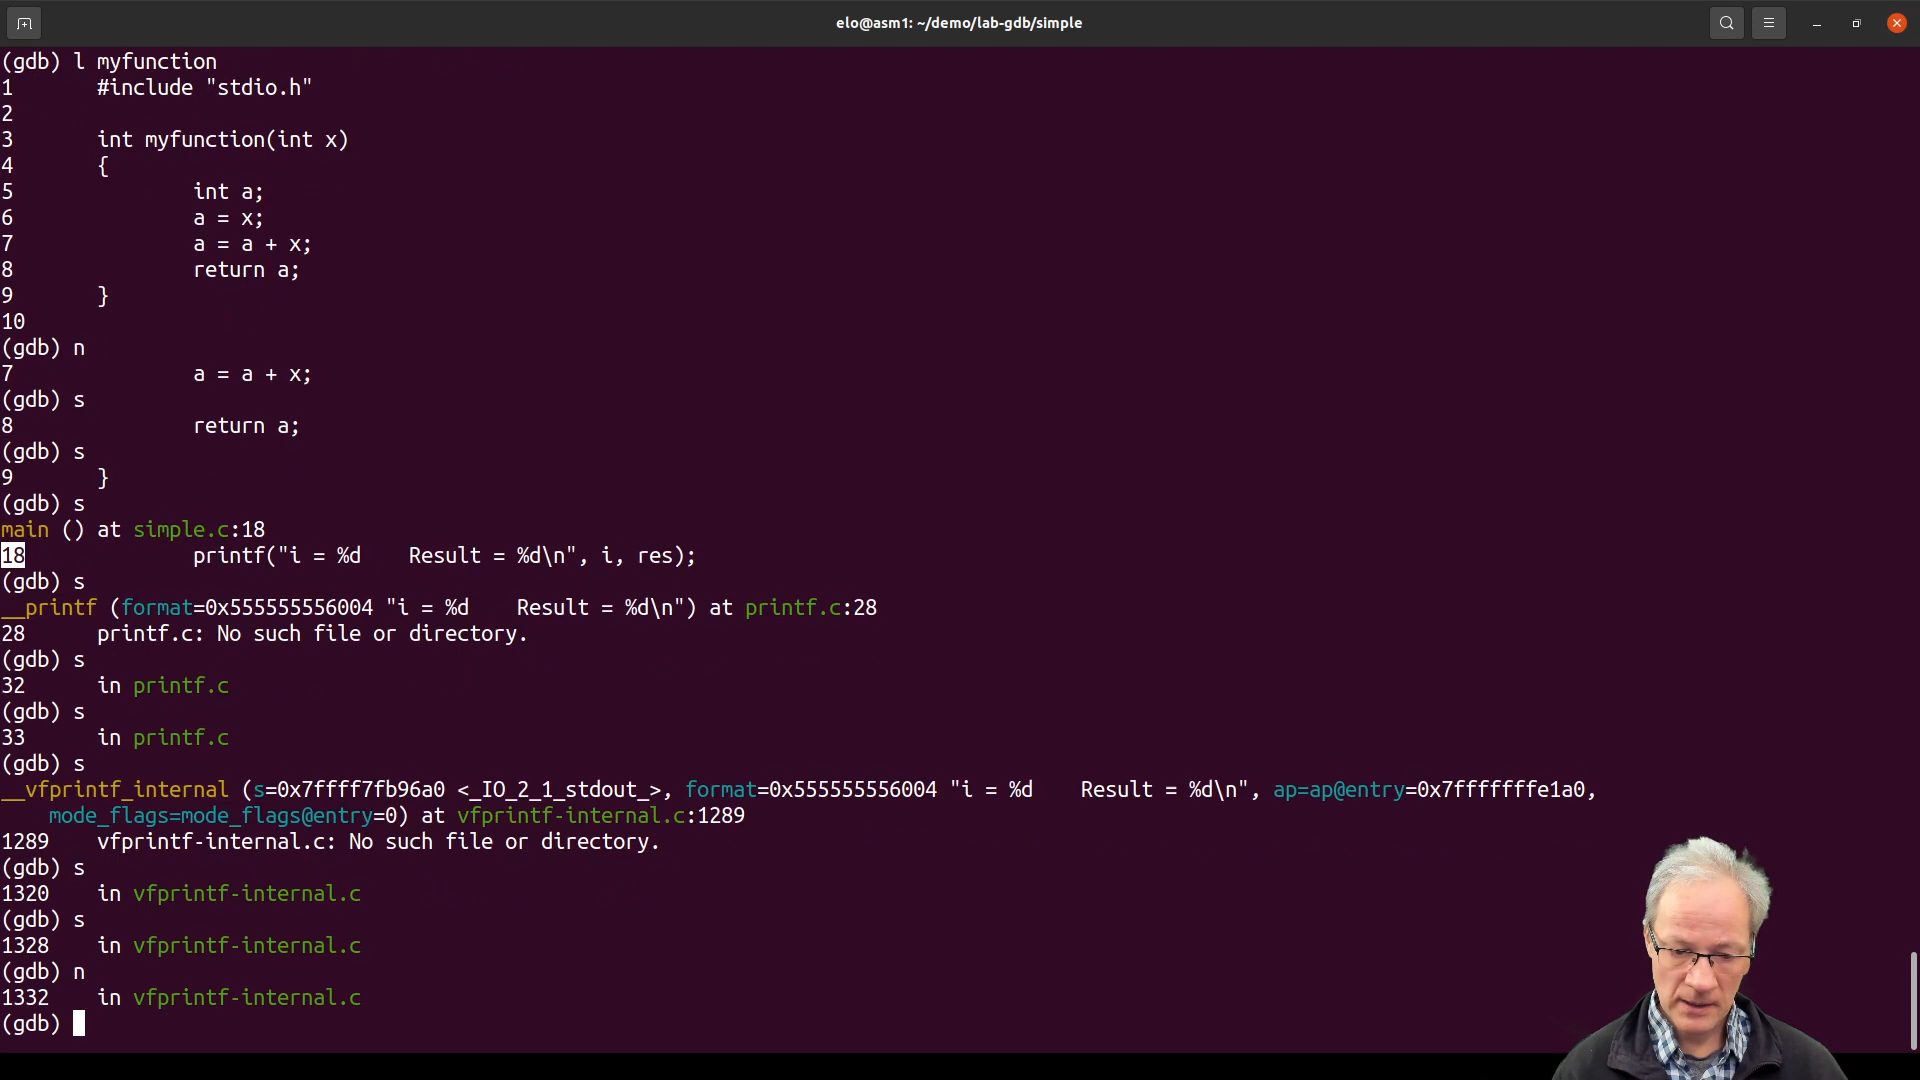 elo@asm1: ~/demo/lab-gdb/simple
(gdb) l myfunction
1       #include "stdio.h"
2
3       int myfunction(int x)
4       {
5               int a;
6               a = x;
7               a = a + x;
8               return a;
9       }
10
(gdb) n
7               a = a + x;
(gdb) s
8               return a;
(gdb) s
9       }
(gdb) s
main () at simple.c:18
18              printf("i = %d    Result = %d\n", i, res);
(gdb) s
__printf (format=0x555555556004 "i = %d    Result = %d\n") at printf.c:28
28      printf.c: No such file or directory.
(gdb) s
32      in printf.c
(gdb) s
33      in printf.c
(gdb) s
__vfprintf_internal (s=0x7ffff7fb96a0 <_IO_2_1_stdout_>, format=0x555555556004 "i = %d    Result = %d\n", ap=ap@entry=0x7fffffffe1a0,
    mode_flags=mode_flags@entry=0) at vfprintf-internal.c:1289
1289    vfprintf-internal.c: No such file or directory.
(gdb) s
1320    in vfprintf-internal.c
(gdb) s
1328    in vfprintf-internal.c
(gdb) n
1332    in vfprintf-internal.c
(gdb)